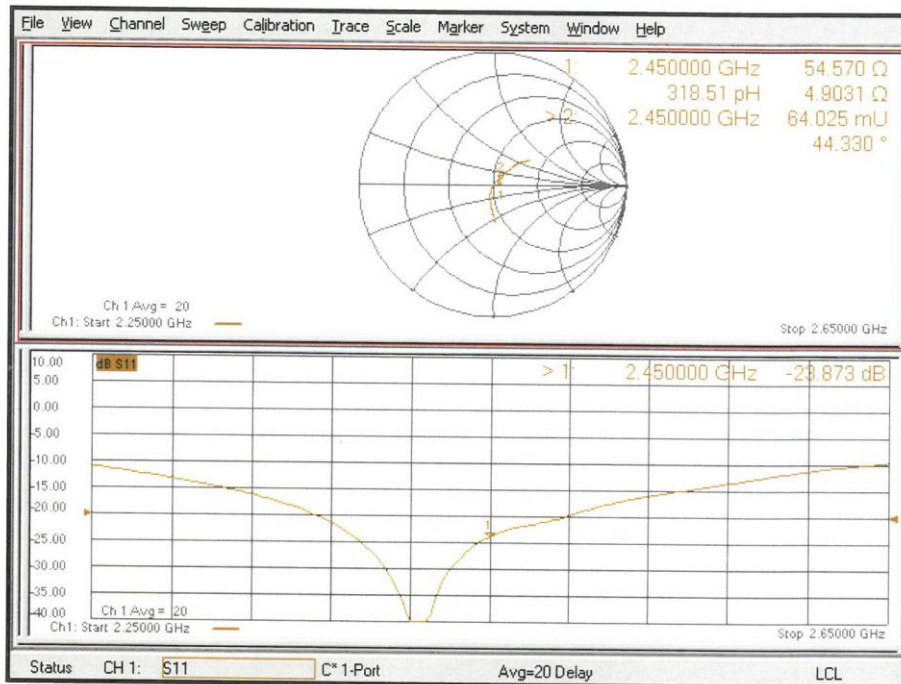 File View Channel Sweep Calibration Trace Scale Marker System Window Help
1: 2.450000 GHz 54.570 Ω
318.51 pH 4.9031 Ω
> 2: 2.450000 GHz 64.025 mU
44.330 °
2
1
Ch 1 Avg = 20
Ch1: Start 2.25000 GHz Stop 2.65000 GHz
10.00 dB S11
> 1: 2.450000 GHz -23.873 dB
5.00
0.00
-5.00
-10.00
-15.00
-20.00
1
-25.00
-30.00
-35.00
-40.00 Ch 1 Avg = 20
Ch1: Start 2.25000 GHz Stop 2.65000 GHz
Status CH 1: S11 C* 1-Port Avg=20 Delay LCL